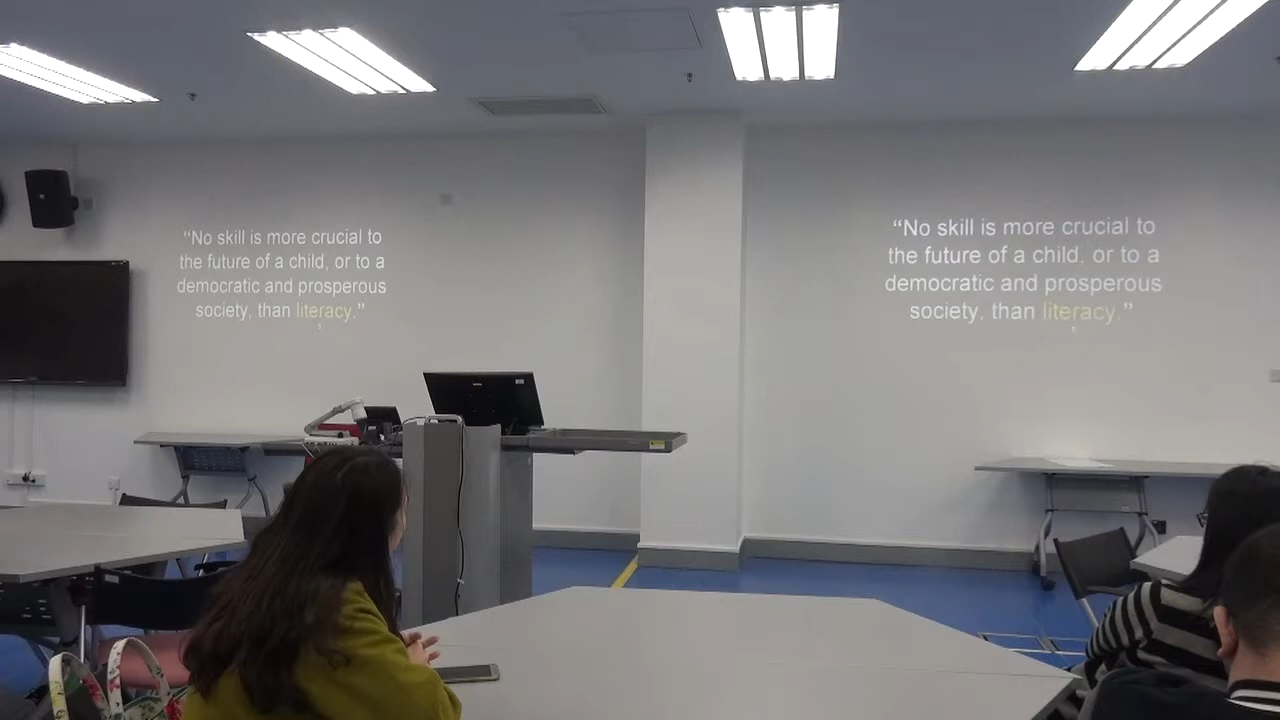 “No skill is more crucial to
the future of a child, or to a
democratic and prosperous
society, than literacy.”
“No skill is more crucial to
the future of a child, or to a
democratic and prosperous
society, than literacy.”